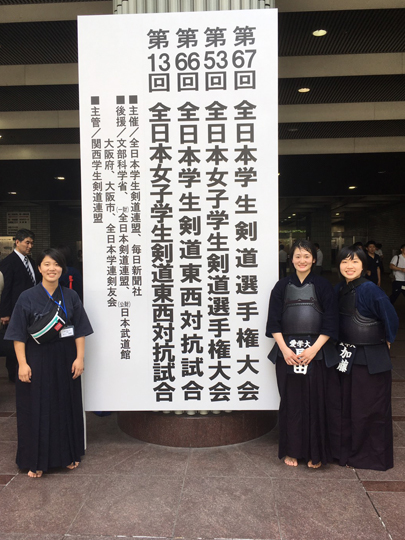 第67回 全日本学生剣道選手権大会
第53回 全日本女子学生剣道選手権大会
第66回 全日本学生剣道東西対抗試合
第13回 全日本女子学生剣道東西対抗試合
■主催／全日本学生剣道連盟、毎日新聞社
■後援／文部科学省、(一財)全日本剣道連盟、(公財)日本武道館
大阪府、大阪市、全日本学連剣友会
■主管／関西学生剣道連盟
加藤